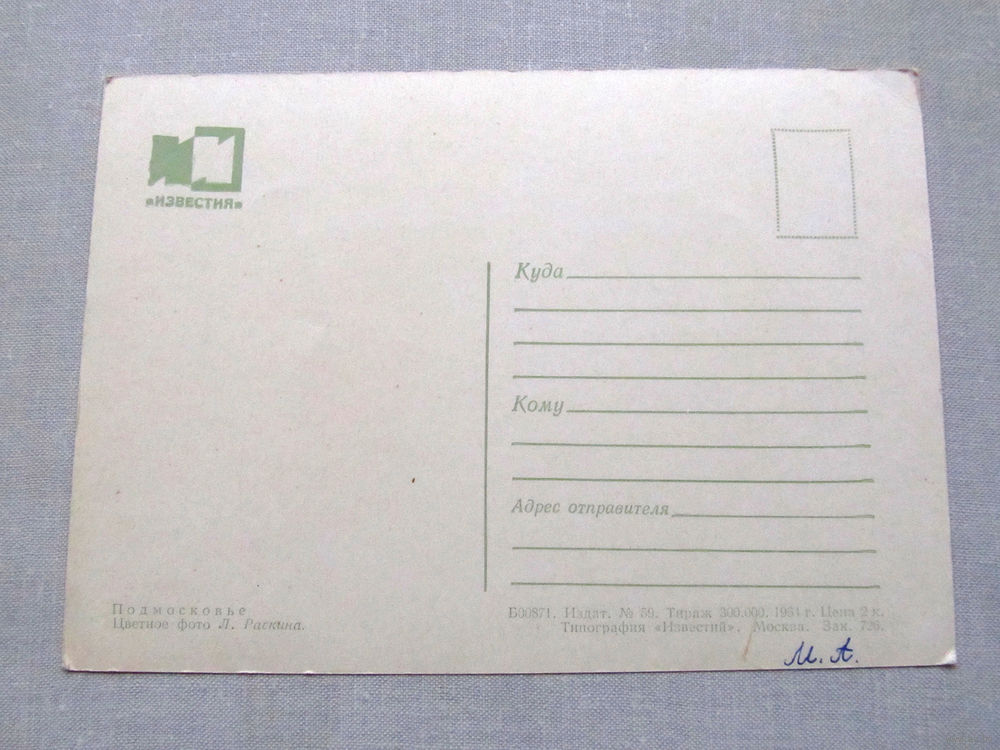 «ИЗВЕСТИЯ»
Куда
Кому
Адрес отправителя
Подмосковье
Цветное фото Л. Раскина.
Б00871. Издат. № 59. Тираж 300.000. 1964 г. Цена 2 к.
Типография «Известий». Москва. Зак. 726.
М. А.